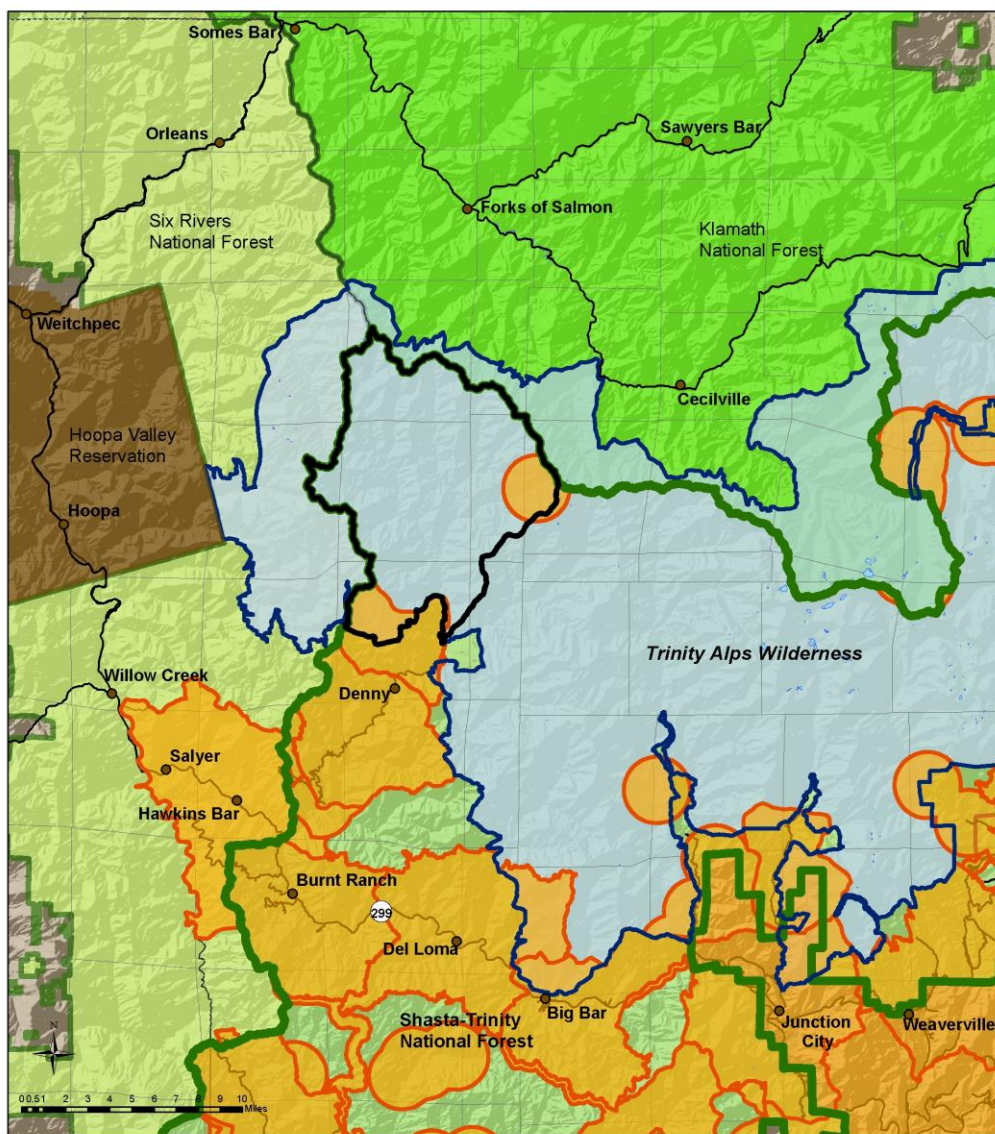 Somes Bar
Orleans
Sawyers Bar
Six Rivers
National Forest
Forks of Salmon
Klamath
National Forest
Weitchpec
Cecilville
Hoopa Valley
Reservation
Hoopa
Trinity Alps Wilderness
Willow Creek
Denny
Salyer
Hawkins Bar
Burnt Ranch
299
Del Loma
Big Bar
Shasta-Trinity
National Forest
Junction
City
Weaverville
N
0 0.5 1 2 3 4 5 6 7 8 9 10
Miles